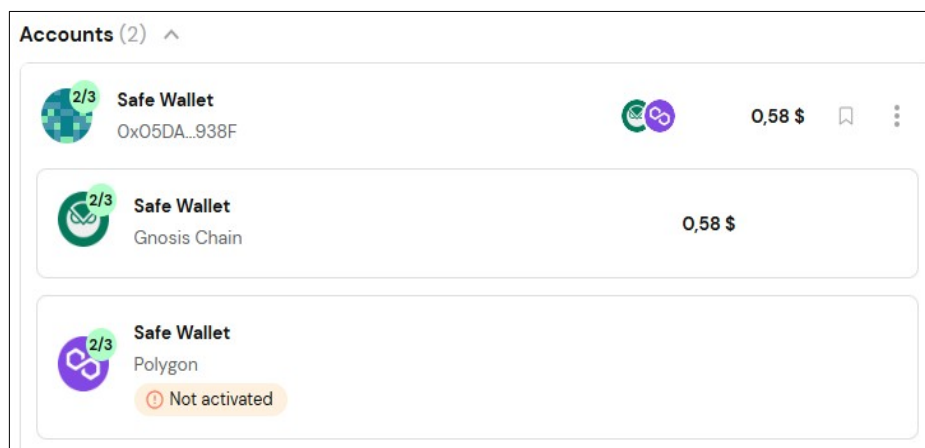 Accounts (2)
2/3
Safe Wallet
0x05DA...938F
0,58 $
2/3
Safe Wallet
Gnosis Chain
0,58 $
2/3
Safe Wallet
Polygon
Not activated